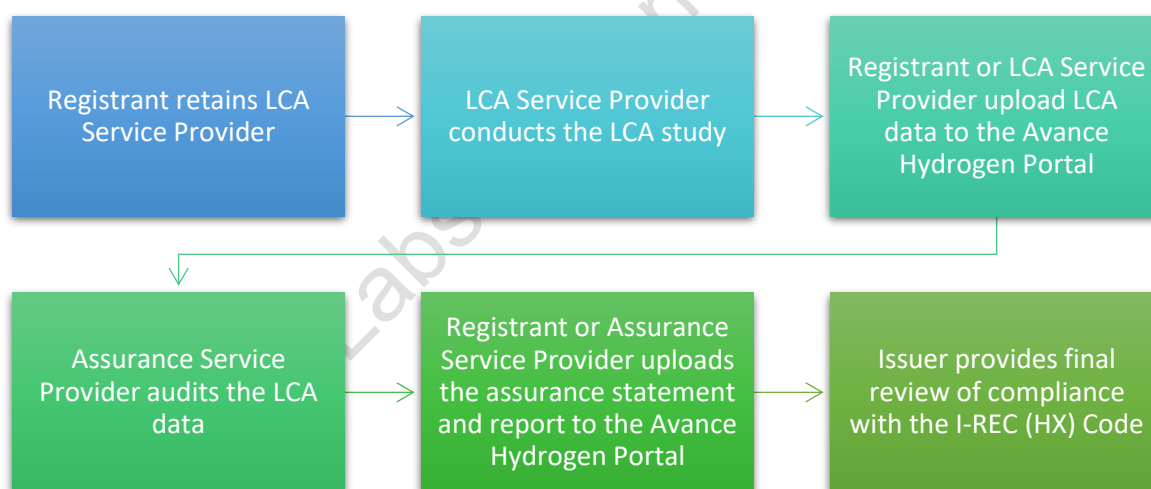 Registrant retains LCA
Service Provider
LCA Service Provider
conducts the LCA study
Registrant or LCA Service
Provider upload LCA
data to the Avance
Hydrogen Portal
Assurance Service
Provider audits the LCA
data
Registrant or Assurance
Service Provider uploads
the assurance statement
and report to the Avance
Hydrogen Portal
Issuer provides final
review of compliance
with the I-REC (HX) Code
Labs